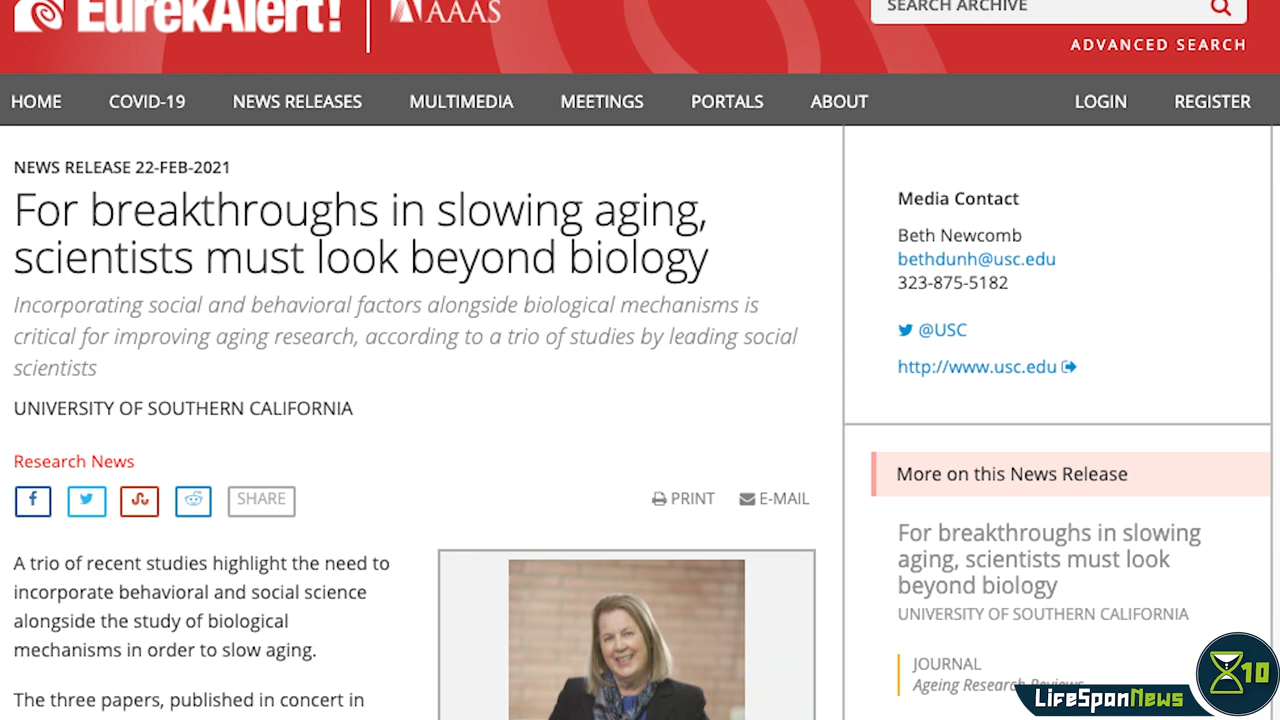 EurekAlert!
AAAS
SEARCH ARCHIVE
ADVANCED SEARCH
HOME
COVID-19
NEWS RELEASES
MULTIMEDIA
MEETINGS
PORTALS
ABOUT
LOGIN
REGISTER
NEWS RELEASE 22-FEB-2021
For breakthroughs in slowing aging,
scientists must look beyond biology
Incorporating social and behavioral factors alongside biological mechanisms is
critical for improving aging research, according to a trio of studies by leading social
scientists
UNIVERSITY OF SOUTHERN CALIFORNIA
Research News
SHARE
PRINT
E-MAIL
A trio of recent studies highlight the need to
incorporate behavioral and social science
alongside the study of biological
mechanisms in order to slow aging.
The three papers, published in concert in
Media Contact
Beth Newcomb
bethdunh@usc.edu
323-875-5182
@USC
http://www.usc.edu
More on this News Release
For breakthroughs in slowing
aging, scientists must look
beyond biology
UNIVERSITY OF SOUTHERN CALIFORNIA
JOURNAL
Ageing Research Reviews
LifeSpanNews
X10